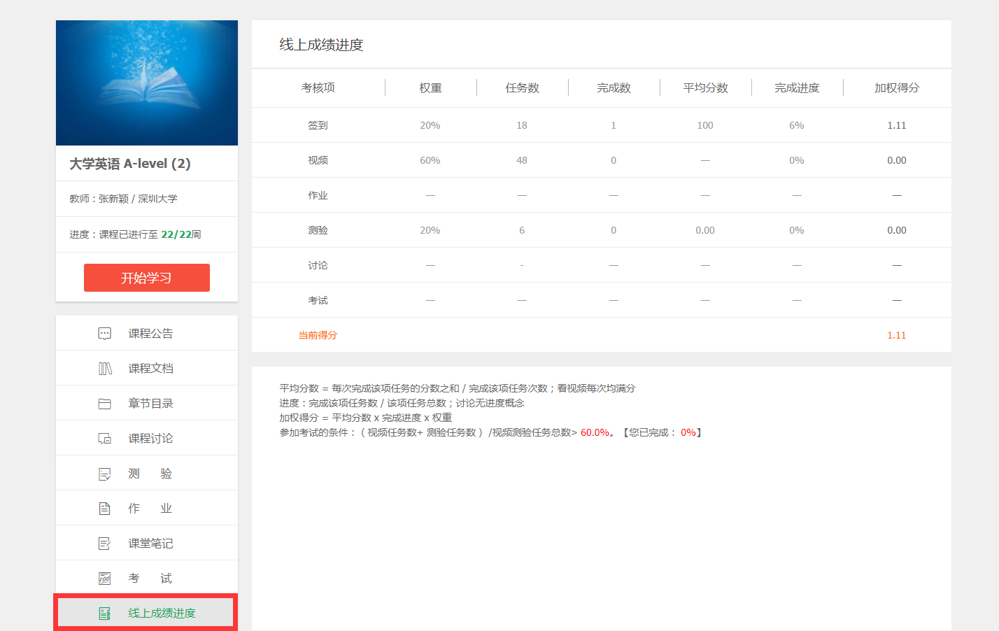 大学英语 A-level (2)
教师：张新颖 / 深圳大学
进度：课程已进行至 22/22周
开始学习
课程公告
课程文档
章节目录
课程讨论
测 验
作 业
课堂笔记
考 试
线上成绩进度
线上成绩进度
考核项 权重 任务数 完成数 平均分数 完成进度 加权得分
签到 20% 18 1 100 6% 1.11
视频 60% 48 0 — 0% 0.00
作业 — — — — — —
测验 20% 6 0 0.00 0% 0.00
讨论 — - — — — —
考试 — — — — — —
当前得分 1.11
平均分数 = 每次完成该项任务的分数之和 / 完成该项任务次数；看视频每次均满分
进度：完成该项任务数 / 该项任务总数；讨论无进度概念
加权得分 = 平均分数 x 完成进度 x 权重
参加考试的条件：（ 视频任务数+ 测验任务数 ） /视频测验任务总数> 60.0%。【您已完成： 0%】